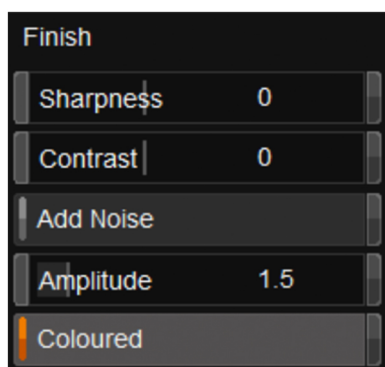 Finish
Sharpness 0
Contrast 0
Add Noise
Amplitude 1.5
Coloured